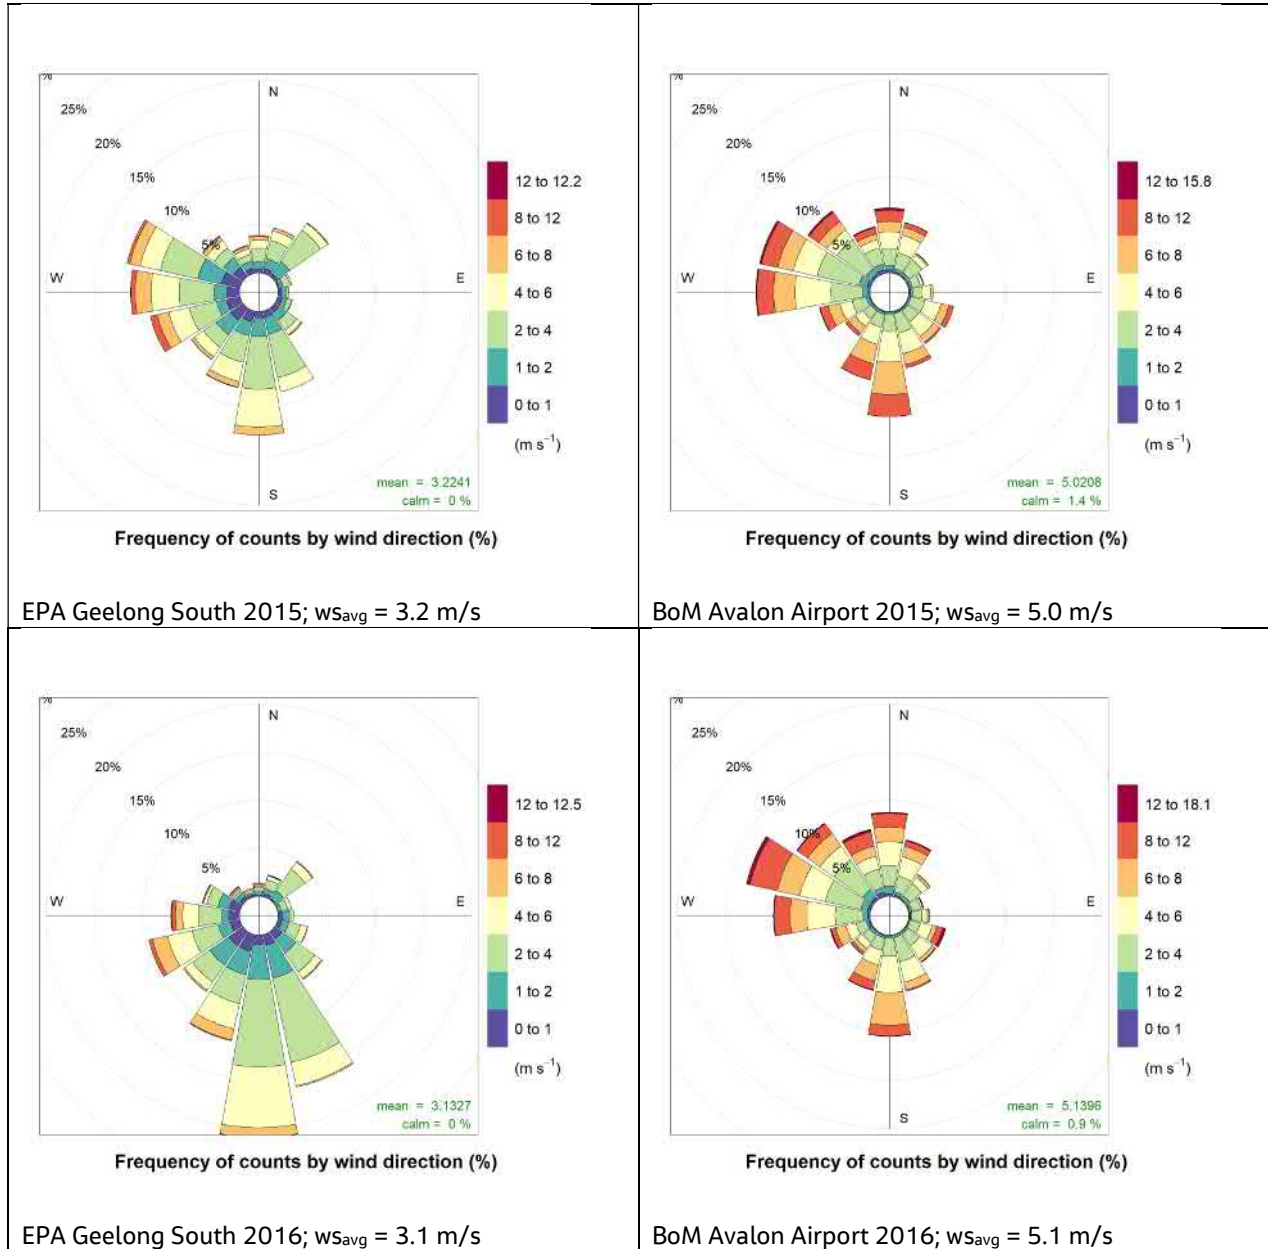 %
25%
20%
15%
10%
5%
N
W
E
S
12 to 12.2
8 to 12
6 to 8
4 to 6
2 to 4
1 to 2
0 to 1
(m s⁻¹)
mean = 3.2241
calm = 0 %
Frequency of counts by wind direction (%)
EPA Geelong South 2015; wsavg = 3.2 m/s
%
25%
20%
15%
10%
5%
N
W
E
S
12 to 15.8
8 to 12
6 to 8
4 to 6
2 to 4
1 to 2
0 to 1
(m s⁻¹)
mean = 5.0208
calm = 1.4 %
Frequency of counts by wind direction (%)
BoM Avalon Airport 2015; wsavg = 5.0 m/s
%
25%
20%
15%
10%
5%
N
W
E
12 to 12.5
8 to 12
6 to 8
4 to 6
2 to 4
1 to 2
0 to 1
(m s⁻¹)
mean = 3.1327
calm = 0 %
Frequency of counts by wind direction (%)
EPA Geelong South 2016; wsavg = 3.1 m/s
%
25%
20%
15%
10%
5%
N
W
E
S
12 to 18.1
8 to 12
6 to 8
4 to 6
2 to 4
1 to 2
0 to 1
(m s⁻¹)
mean = 5.1396
calm = 0.9 %
Frequency of counts by wind direction (%)
BoM Avalon Airport 2016; wsavg = 5.1 m/s